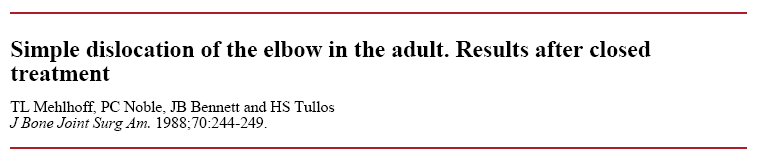 Simple dislocation of the elbow in the adult. Results after closed
treatment
TL Mehlhoff, PC Noble, JB Bennett and HS Tullos
J Bone Joint Surg Am. 1988;70:244-249.